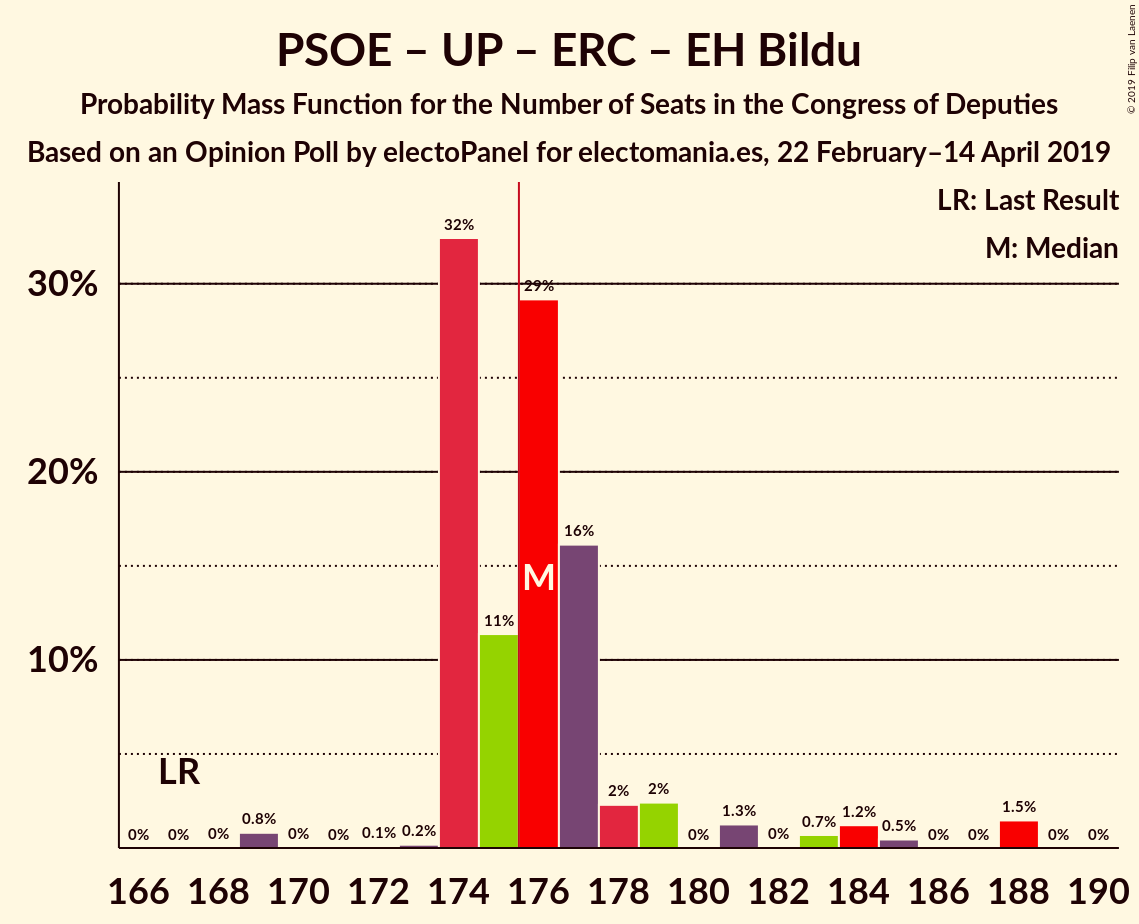 PSOE – UP – ERC – EH Bildu
Probability Mass Function for the Number of Seats in the Congress of Deputies
Based on an Opinion Poll by electoPanel for electomania.es, 22 February–14 April 2019
© 2019 Filip van Laenen
LR: Last Result
M: Median
30%
20%
10%
32%
29%
16%
11%
M
LR
0% 0% 0% 0.8% 0% 0% 0.1% 0.2% 2% 2% 0% 1.3% 0% 0.7% 1.2% 0.5% 0% 0% 1.5% 0% 0%
166 168 170 172 174 176 178 180 182 184 186 188 190